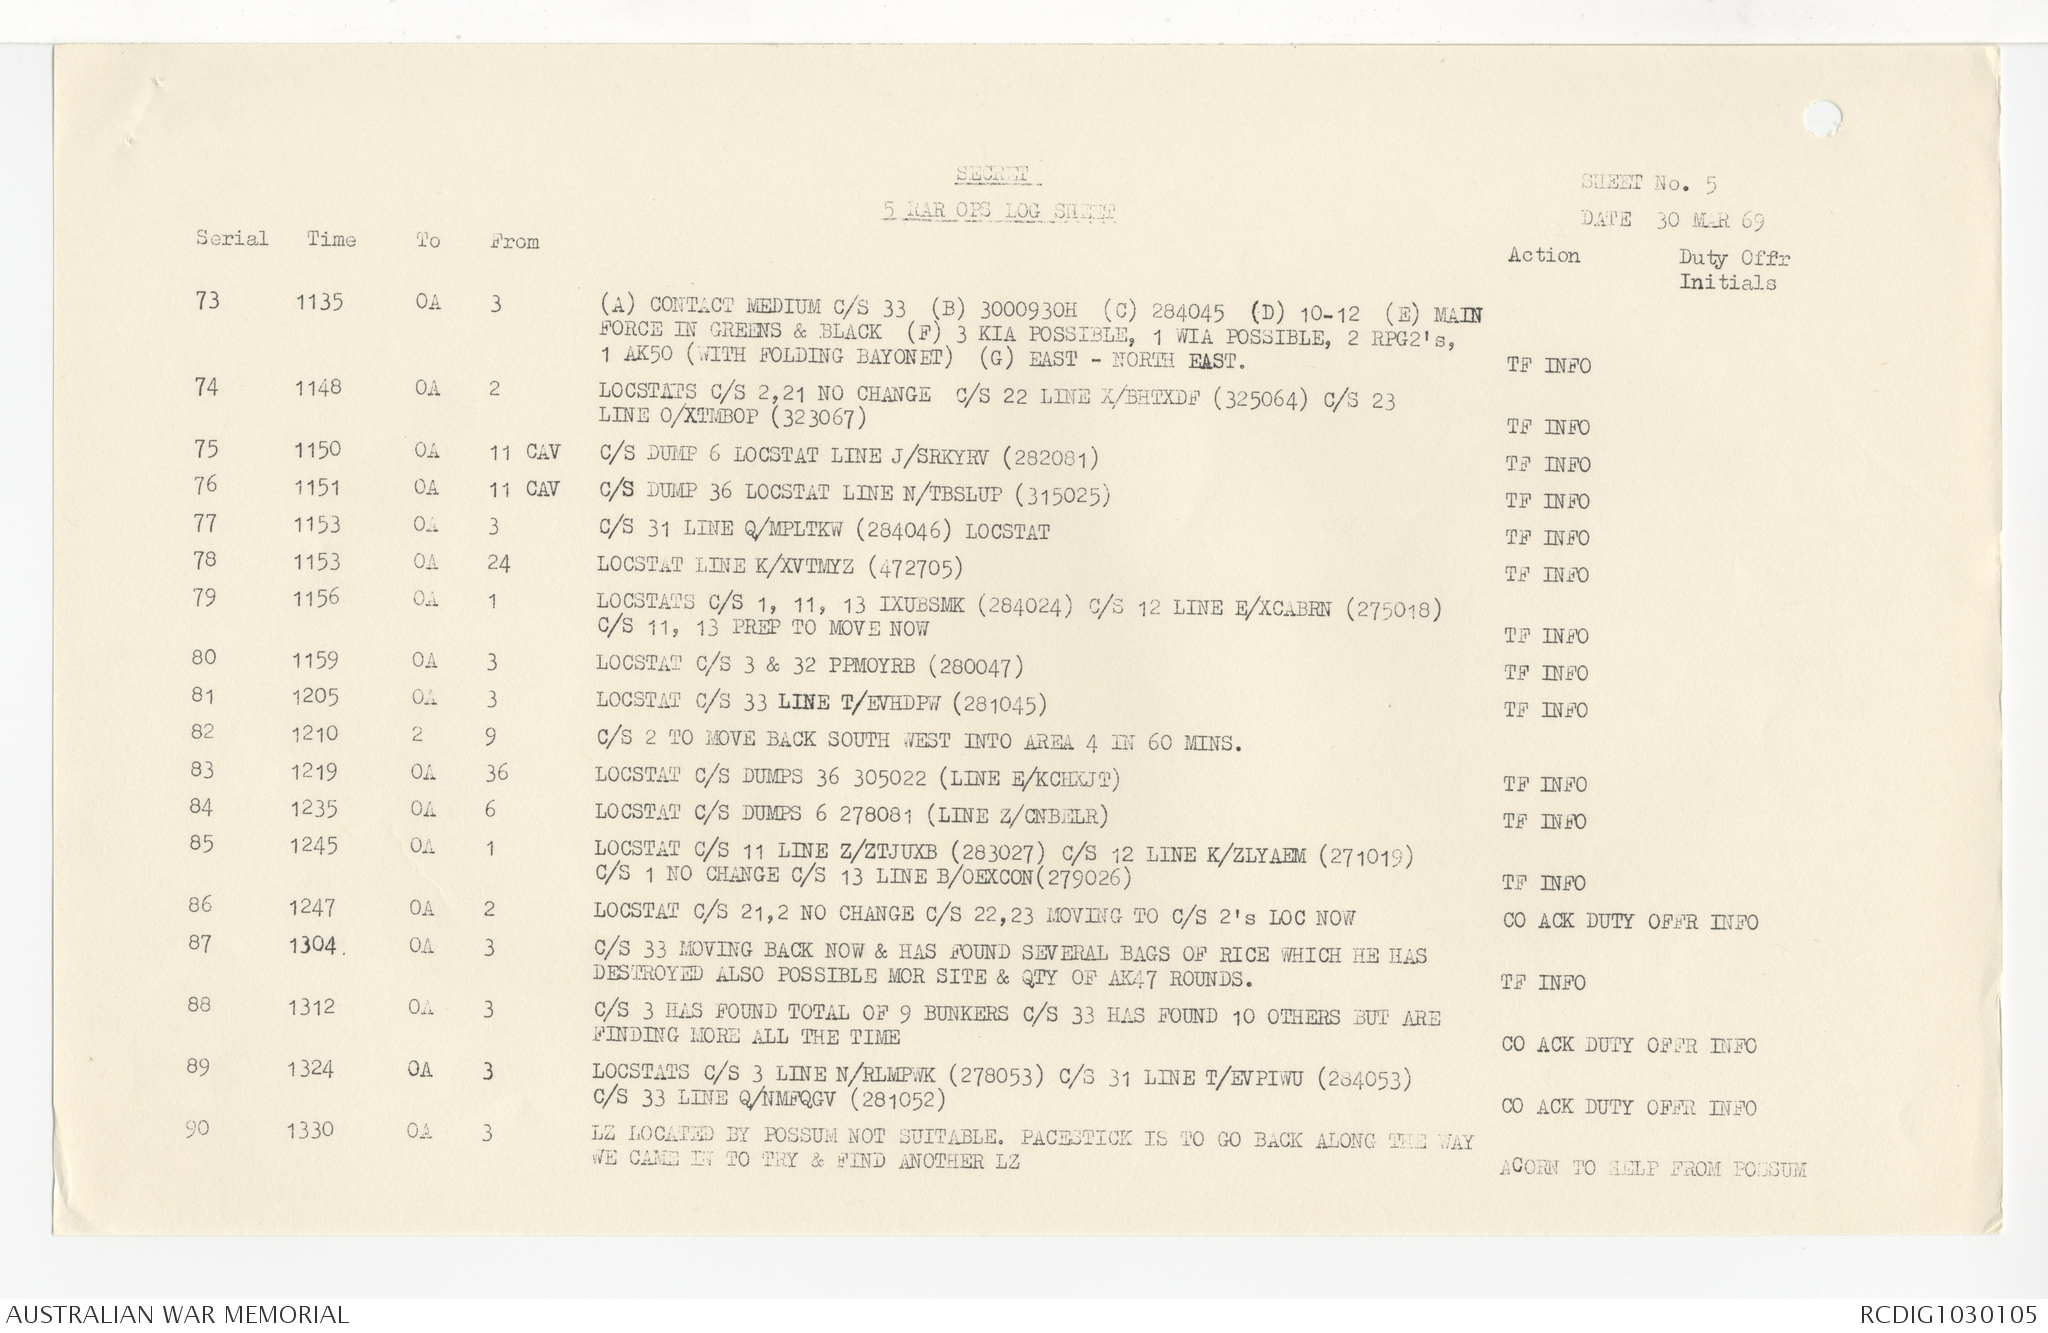 SECRET
5 RAR OPS LOG SHEET
SHEET No. 5
DATE 30 MAR 69
Serial Time To From Action Duty Offr
Initials
73 1135 OA 3 (A) CONTACT MEDIUM C/S 33 (B) 3000930H (C) 284045 (D) 10-12 (E) MAIN
FORCE IN GREENS & BLACK (F) 3 KIA POSSIBLE, 1 WIA POSSIBLE, 2 RPG2's,
1 AK50 (WITH FOLDING BAYONET) (G) EAST - NORTH EAST. TF INFO
74 1148 OA 2 LOCSTATS C/S 2,21 NO CHANGE C/S 22 LINE X/BHTXDF (325064) C/S 23
LINE O/XTMBOP (323067) TF INFO
75 1150 OA 11 CAV C/S DUMP 6 LOCSTAT LINE J/SRKYRV (282081) TF INFO
76 1151 OA 11 CAV C/S DUMP 36 LOCSTAT LINE N/TBSLUP (315025) TF INFO
77 1153 OA 3 C/S 31 LINE Q/MPLTKW (284046) LOCSTAT TF INFO
78 1153 OA 24 LOCSTAT LINE K/XVTMYZ (472705) TF INFO
79 1156 OA 1 LOCSTATS C/S 1, 11, 13 IXUBSMK (284024) C/S 12 LINE E/XCABRN (275018)
C/S 11, 13 PREP TO MOVE NOW TF INFO
80 1159 OA 3 LOCSTAT C/S 3 & 32 PPMOYRB (280047) TF INFO
81 1205 OA 3 LOCSTAT C/S 33 LINE T/EVHDPW (281045) TF INFO
82 1210 2 9 C/S 2 TO MOVE BACK SOUTH WEST INTO AREA 4 IN 60 MINS.
83 1219 OA 36 LOCSTAT C/S DUMPS 36 305022 (LINE E/KCHXJT) TF INFO
84 1235 OA 6 LOCSTAT C/S DUMPS 6 278081 (LINE Z/CNBELR) TF INFO
85 1245 OA 1 LOCSTAT C/S 11 LINE Z/ZTJUXB (283027) C/S 12 LINE K/ZLYAEM (271019)
C/S 1 NO CHANGE C/S 13 LINE B/OEXCON(279026) TF INFO
86 1247 OA 2 LOCSTAT C/S 21,2 NO CHANGE C/S 22,23 MOVING TO C/S 2's LOC NOW CO ACK DUTY OFFR INFO
87 1304. OA 3 C/S 33 MOVING BACK NOW & HAS FOUND SEVERAL BAGS OF RICE WHICH HE HAS
DESTROYED ALSO POSSIBLE MOR SITE & QTY OF AK47 ROUNDS. TF INFO
88 1312 OA 3 C/S 3 HAS FOUND TOTAL OF 9 BUNKERS C/S 33 HAS FOUND 10 OTHERS BUT ARE
FINDING MORE ALL THE TIME CO ACK DUTY OFFR INFO
89 1324 OA 3 LOCSTATS C/S 3 LINE N/RLMPWK (278053) C/S 31 LINE T/EVPIWU (284053)
C/S 33 LINE Q/NMFQGV (281052) CO ACK DUTY OFFR INFO
90 1330 OA 3 LZ LOCATED BY POSSUM NOT SUITABLE. PACESTICK IS TO GO BACK ALONG THE WAY
WE CAME IN TO TRY & FIND ANOTHER LZ ACORN TO HELP FROM POSSUM
AUSTRALIAN WAR MEMORIAL RCDIG1030105